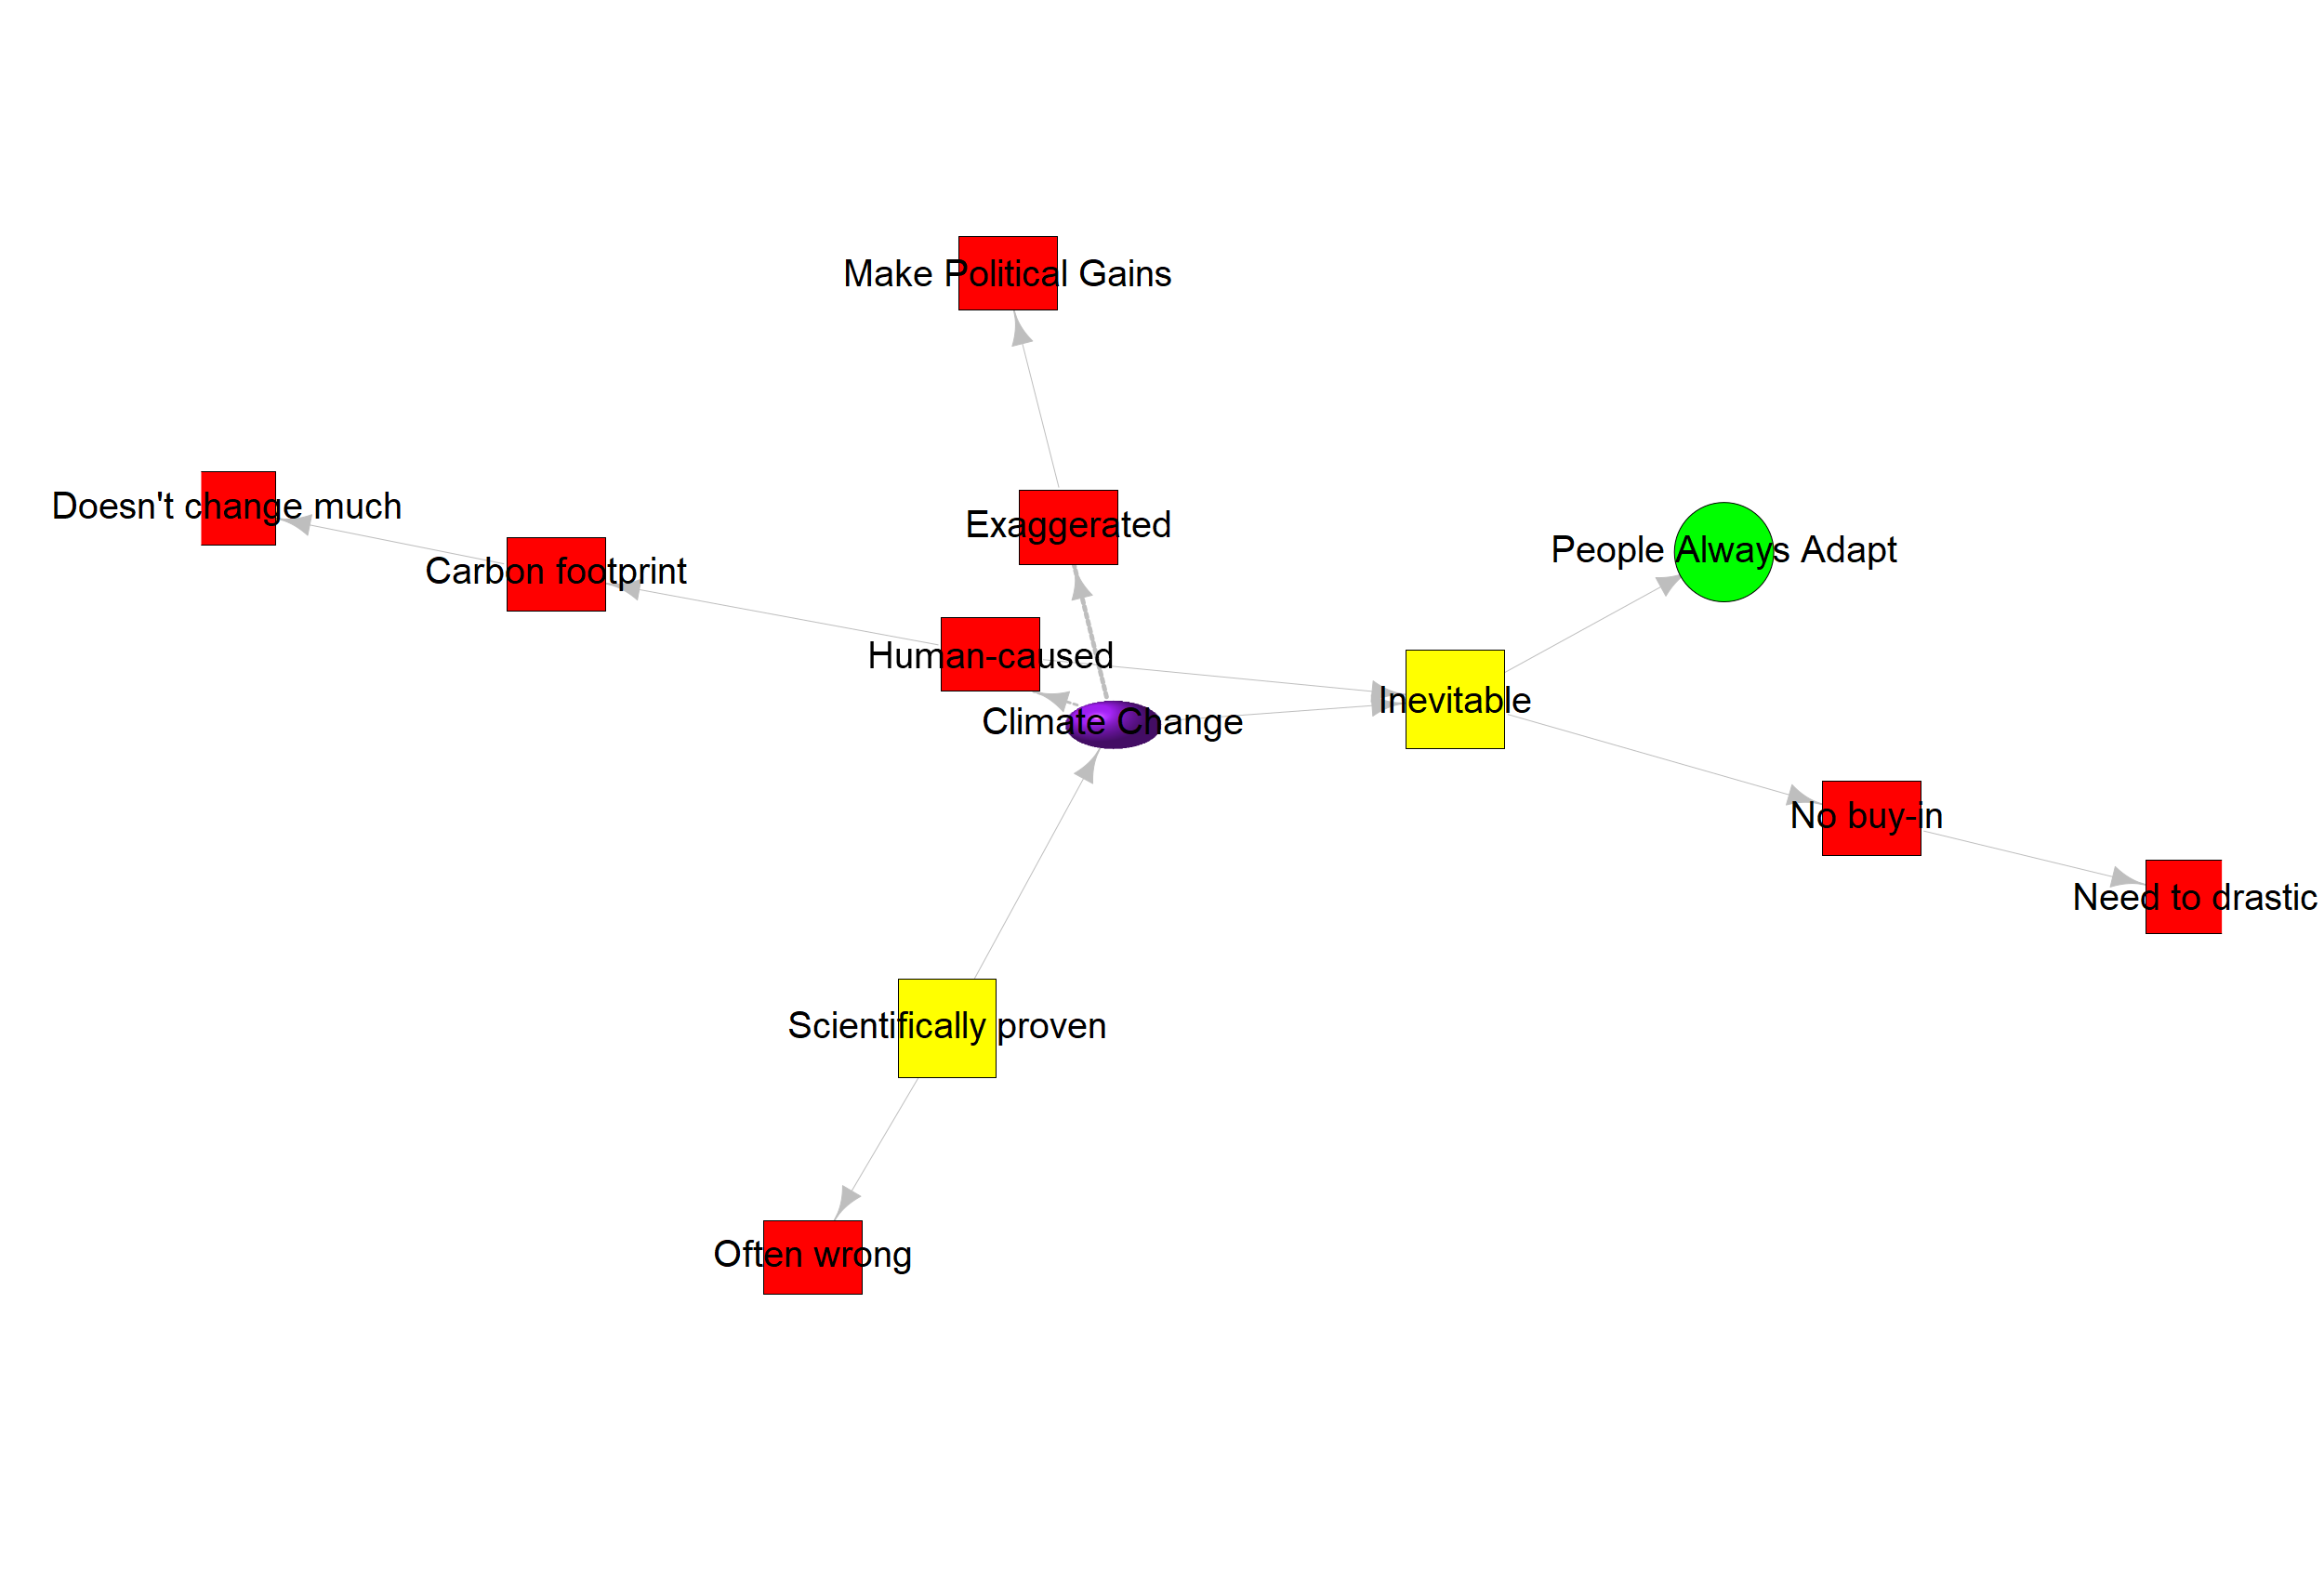 Make Political Gains
Doesn't change much
Exaggerated
People Always Adapt
Carbon footprint
Human-caused
Inevitable
Climate Change
No buy-in
Need to drastic
Scientifically proven
Often wrong